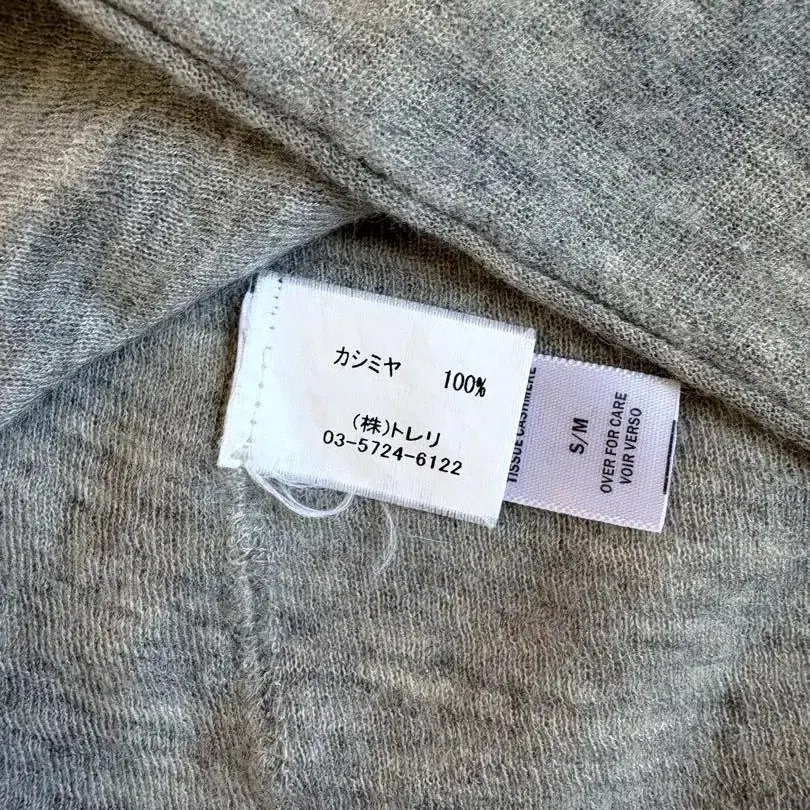 カシミヤ 100%
(株)トレリ
03-5724-6122
TISSUE CASHMERE
S/M
OVER FOR CARE
VOIR VERSO